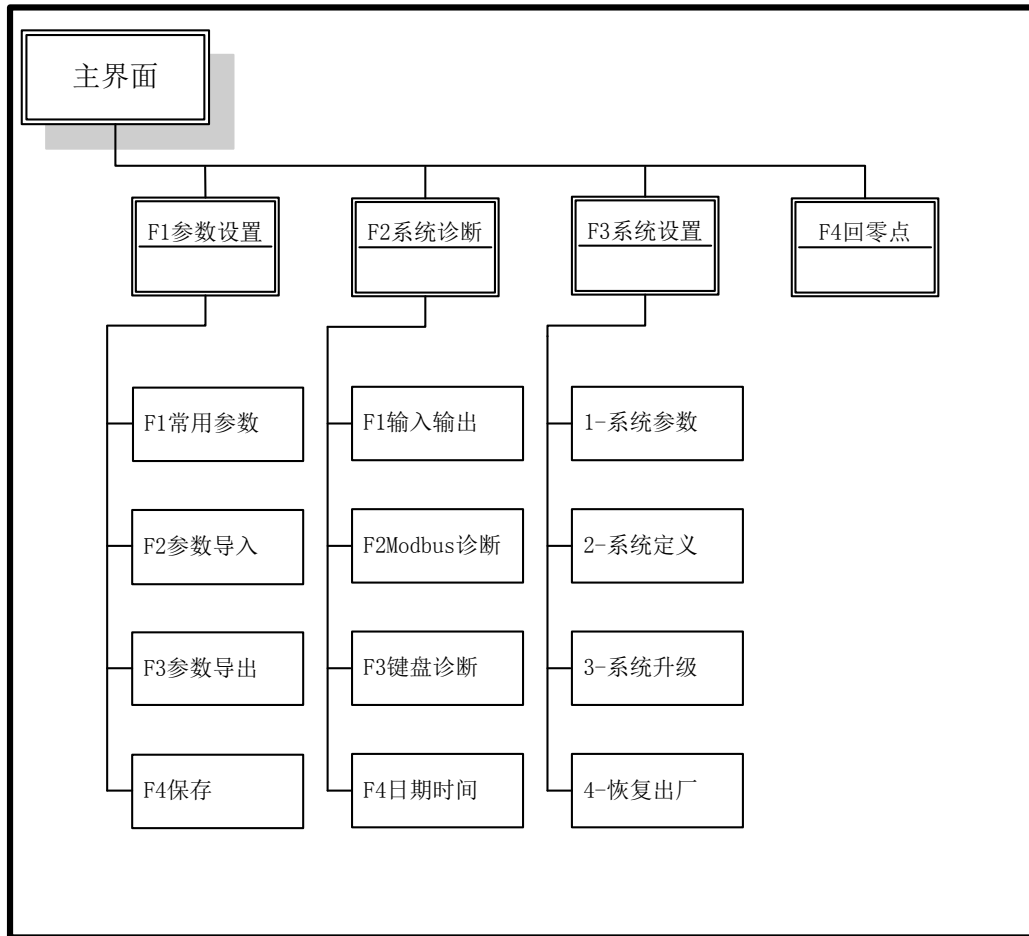 主界面
F1参数设置
F2系统诊断
F3系统设置
F4回零点
F1常用参数
F1输入输出
1-系统参数
F2参数导入
F2Modbus诊断
2-系统定义
F3参数导出
F3键盘诊断
3-系统升级
F4保存
F4日期时间
4-恢复出厂